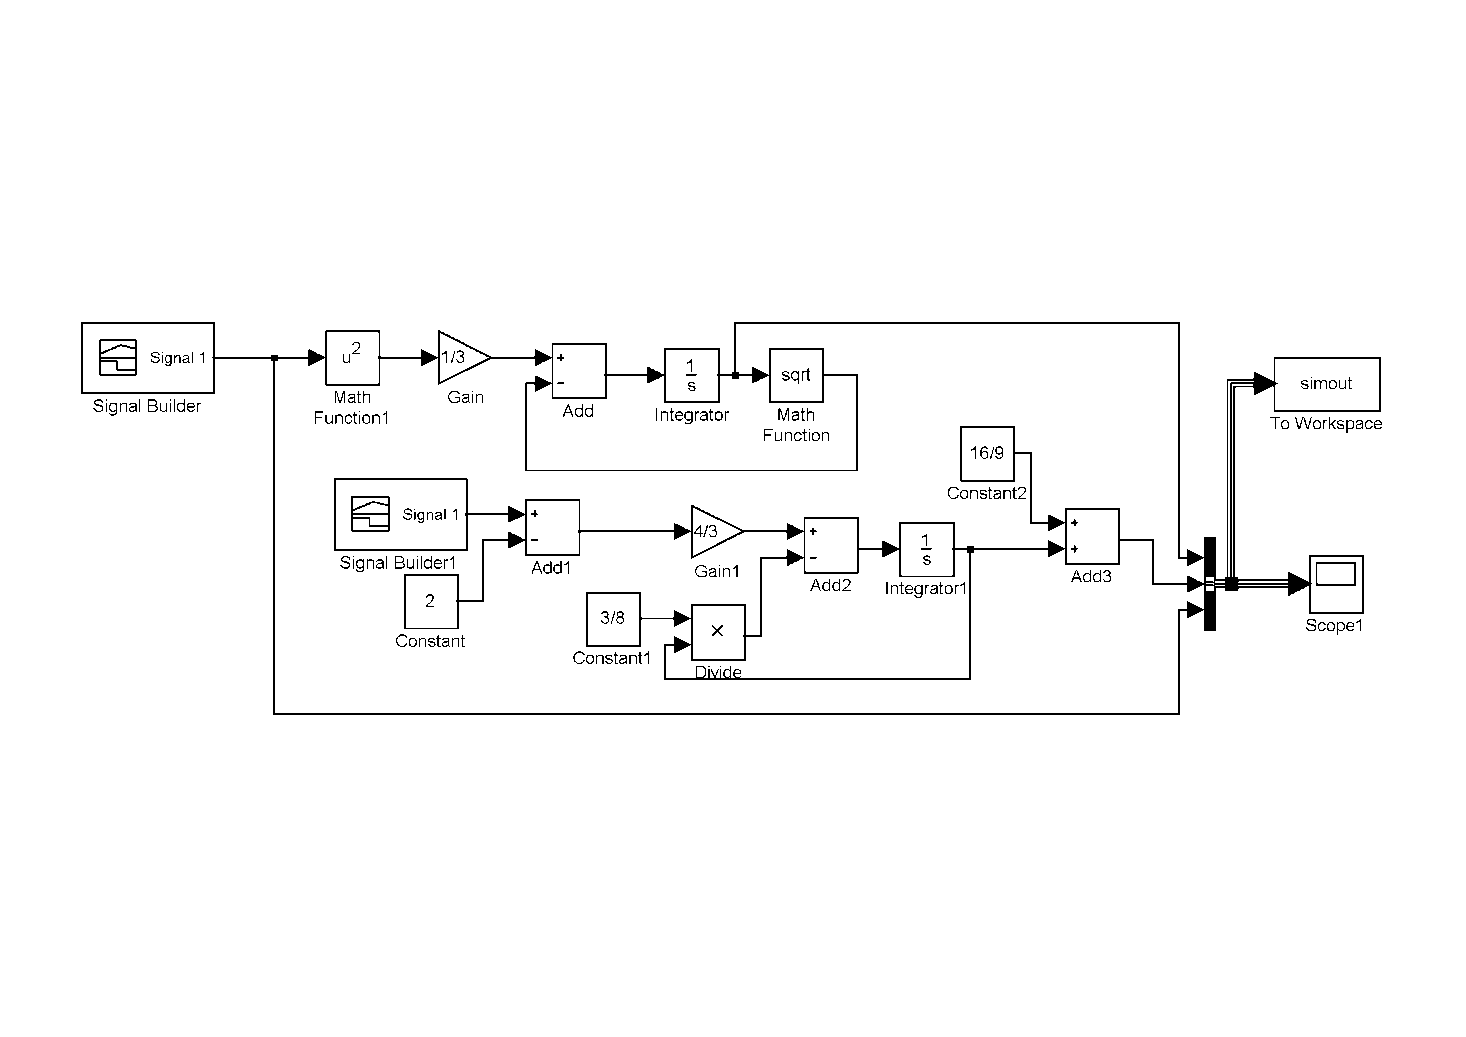 Signal 1
Signal Builder
u2
Math
Function1
1/3
Gain
+
−
Add
1
s
Integrator
sqrt
Math
Function
simout
To Workspace
16/9
Constant2
Signal 1
Signal Builder1
+
−
Add1
2
Constant
4/3
Gain1
+
−
Add2
1
s
Integrator1
+
+
Add3
3/8
Constant1
×
Divide
Scope1